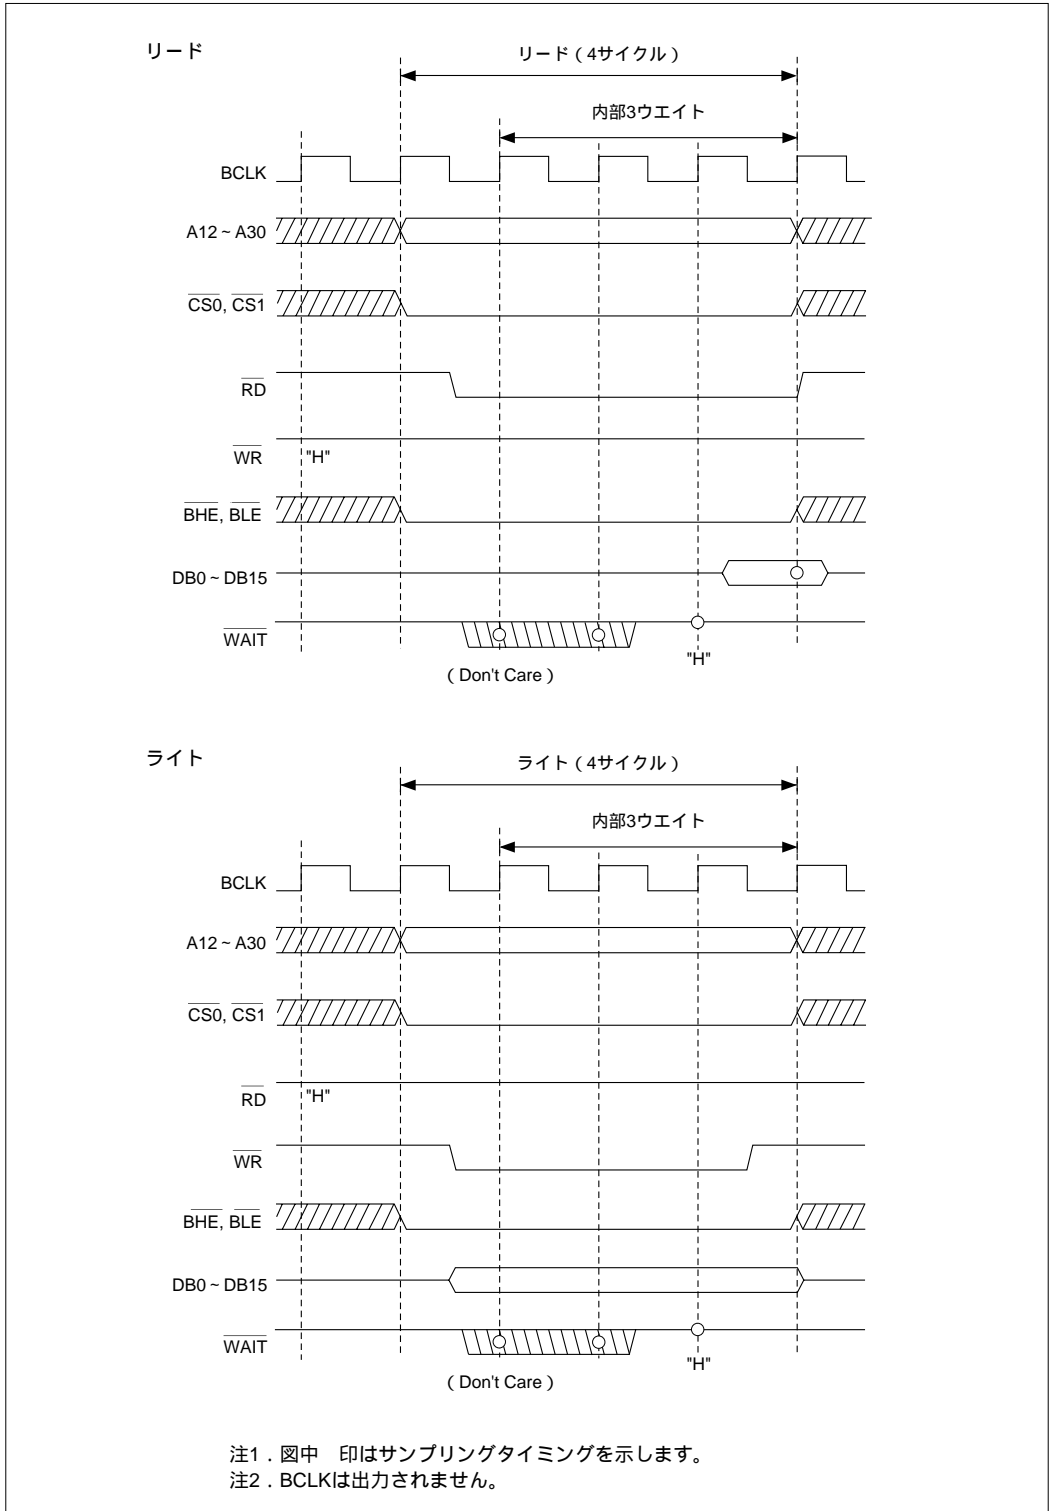 リード
リード（4サイクル）
内部3ウエイト
BCLK
A12～A30
CS0, CS1
RD
WR
"H"
BHE, BLE
DB0～DB15
WAIT
"H"
（Don't Care）
ライト
ライト（4サイクル）
内部3ウエイト
BCLK
A12～A30
CS0, CS1
RD
"H"
WR
BHE, BLE
DB0～DB15
WAIT
"H"
（Don't Care）
注1．図中　印はサンプリングタイミングを示します。
注2．BCLKは出力されません。